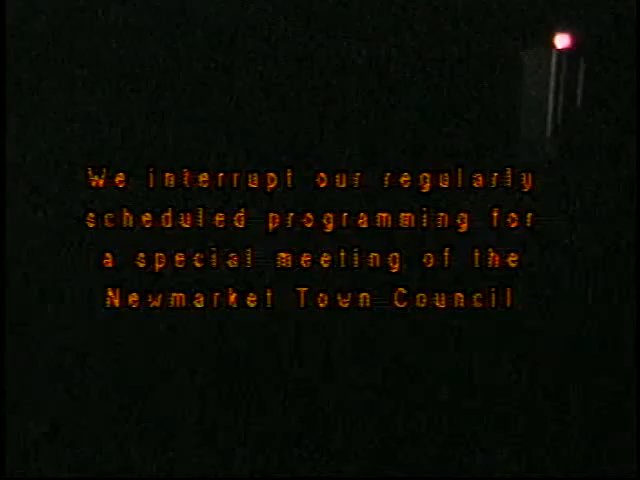 We interrupt our regularly
scheduled programming for
a special meeting of the
Newmarket Town Council